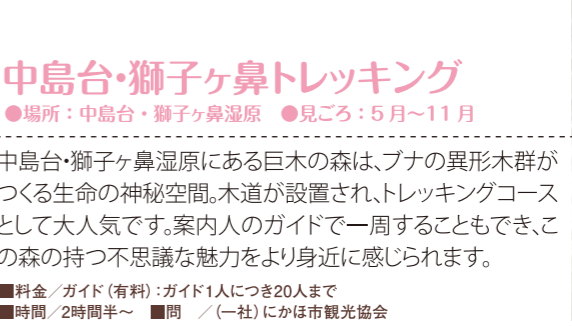 中島台・獅子ヶ鼻トレッキング
●場所：中島台・獅子ヶ鼻湿原　●見ごろ：5月〜11月
中島台・獅子ヶ鼻湿原にある巨木の森は、ブナの異形木群が
つくる生命の神秘空間。木道が設置され、トレッキングコース
として大人気です。案内人のガイドで一周することもでき、こ
の森の持つ不思議な魅力をより身近に感じられます。
■料金／ガイド（有料）：ガイド1人につき20人まで
■時間／2時間半〜　■問　／（一社）にかほ市観光協会